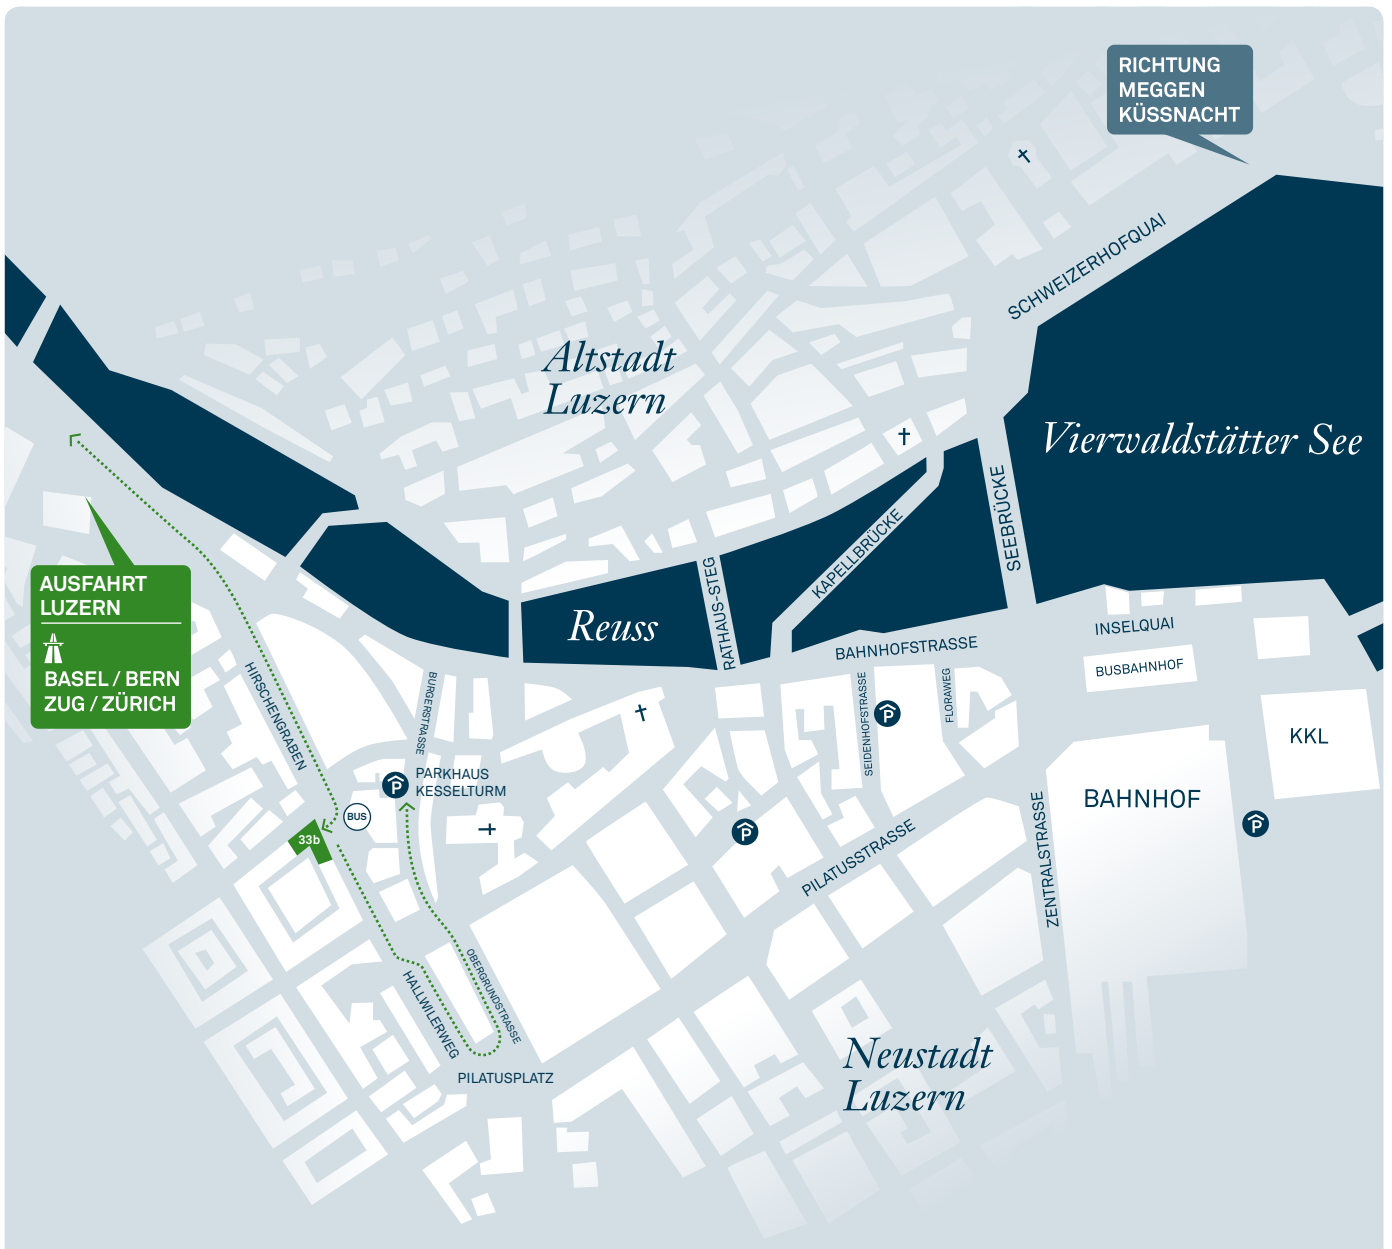 RICHTUNG
MEGGEN
KÜSSNACHT
SCHWEIZERHOFQUAI
Altstadt
Luzern
Vierwaldstätter See
SEEBRÜCKE
KAPELLBRÜCKE
RATHAUS-STEG
Reuss
AUSFAHRT
LUZERN
BASEL / BERN
ZUG / ZÜRICH
INSELQUAI
BUSBAHNHOF
BAHNHOFSTRASSE
HIRSCHENGRABEN
BURGERSTRASSE
SEIDENHOFSTRASSE
FLORAWEG
P
KKL
PARKHAUS
KESSELTURM
P
BAHNHOF
BUS
33b
P
P
PILATUSSTRASSE
ZENTRALSTRASSE
HALLWILERWEG
OBERGRUNDSTRASSE
PILATUSPLATZ
Neustadt
Luzern